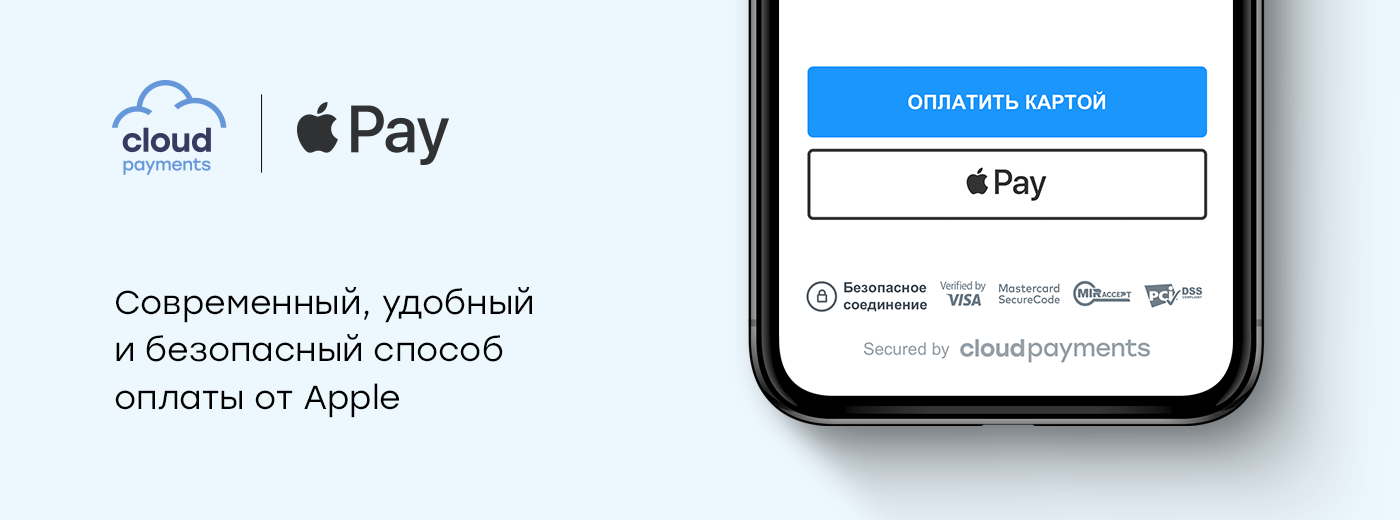 cloud
payments
Pay
Современный, удобный
и безопасный способ
оплаты от Apple
ОПЛАТИТЬ КАРТОЙ
Pay
Безопасное
соединение
Verified by
VISA
Mastercard
SecureCode
MIR ACCEPT
PCI DSS
COMPLIANT
Secured by cloudpayments